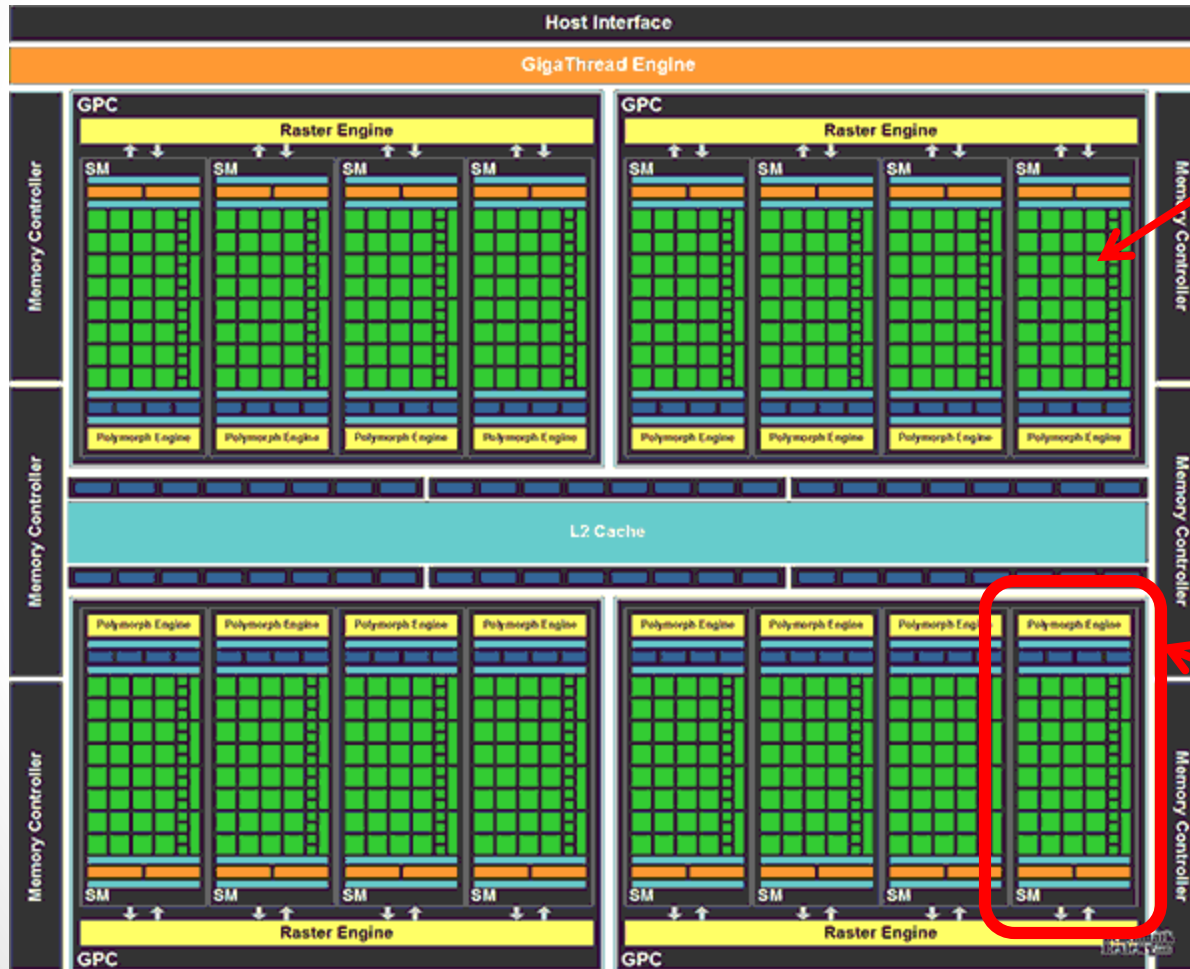 Host Interface
GigaThread Engine
GPC
GPC
Raster Engine
Raster Engine
SM SM SM SM
SM SM SM SM
Memory Controller
Memory Controller
Polymorph Engine Polymorph Engine Polymorph Engine Polymorph Engine
Polymorph Engine Polymorph Engine Polymorph Engine Polymorph Engine
Memory Controller
L2 Cache
Memory Controller
Polymorph Engine Polymorph Engine Polymorph Engine Polymorph Engine
Polymorph Engine Polymorph Engine Polymorph Engine Polymorph Engine
Memory Controller
Memory Controller
SM SM SM SM
SM SM SM SM
Raster Engine
Raster Engine
GPC
GPC